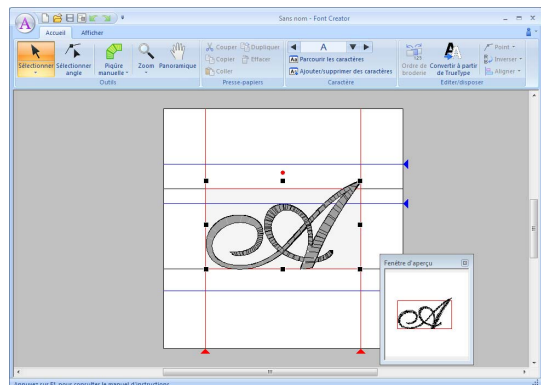 Sans nom - Font Creator
Accueil Afficher
Sélectionner Sélectionner angle Piqûre manuelle Zoom Panoramique
Outils
Couper Dupliquer
Copier Effacer
Coller
Presse-papiers
A
Parcourir les caractères
Ajouter/supprimer des caractères
Caractère
Ordre de broderie Convertir à partir de TrueType
Point
Inverser
Aligner
Editer/disposer
A
Fenêtre d'aperçu
A
Appuyez sur F1 pour consulter le manuel d'instructions